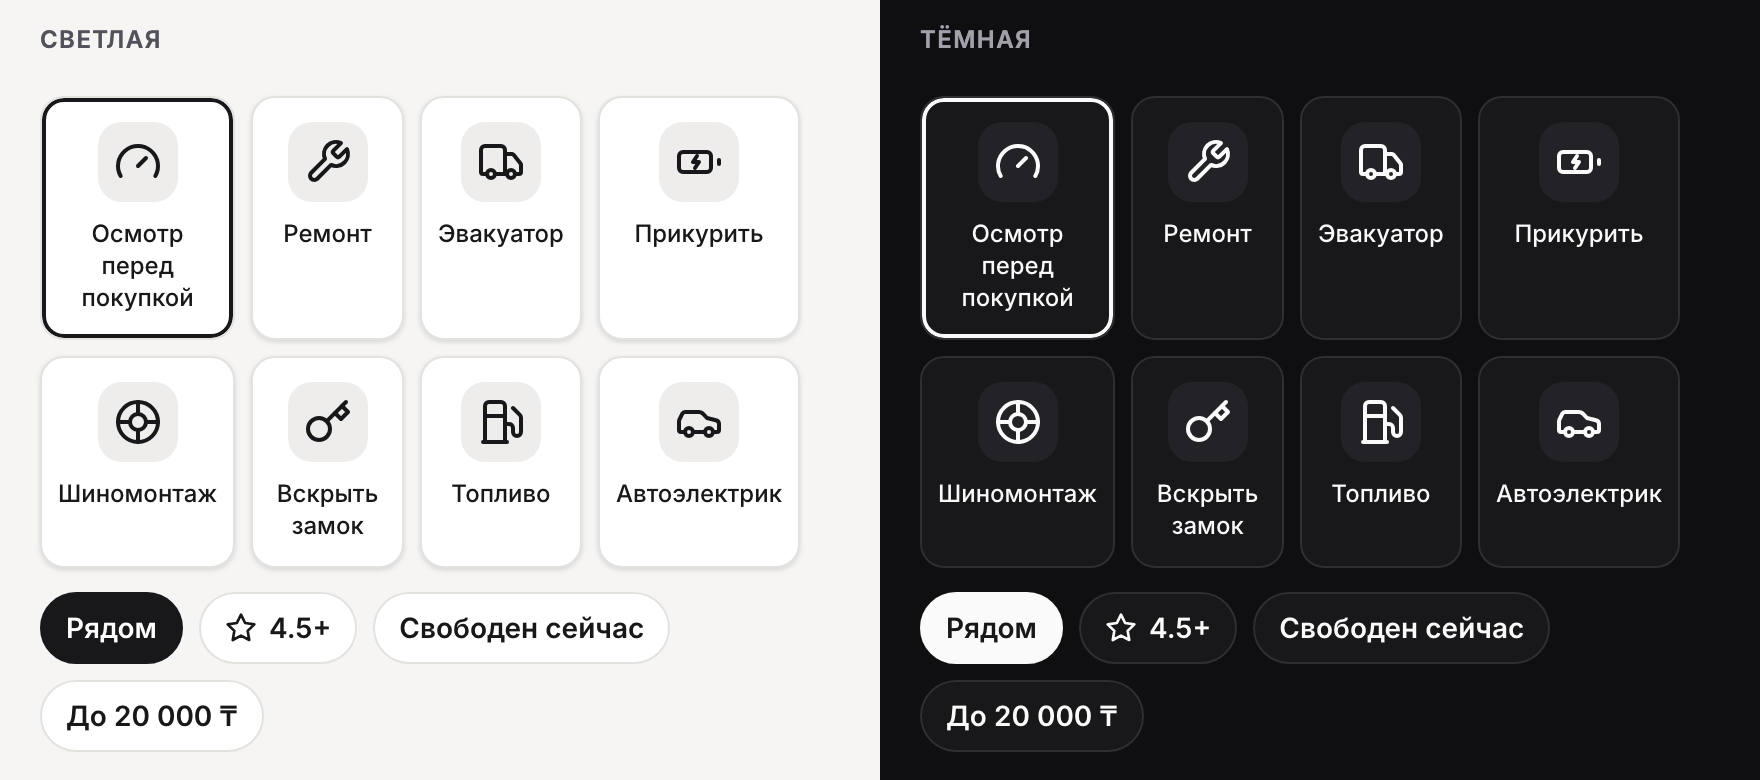 СВЕТЛАЯ
Осмотр
перед
покупкой
Ремонт
Эвакуатор
Прикурить
Шиномонтаж
Вскрыть
замок
Топливо
Автоэлектрик
Рядом
4.5+
Свободен сейчас
До 20 000 ₸
ТЁМНАЯ
Осмотр
перед
покупкой
Ремонт
Эвакуатор
Прикурить
Шиномонтаж
Вскрыть
замок
Топливо
Автоэлектрик
Рядом
4.5+
Свободен сейчас
До 20 000 ₸